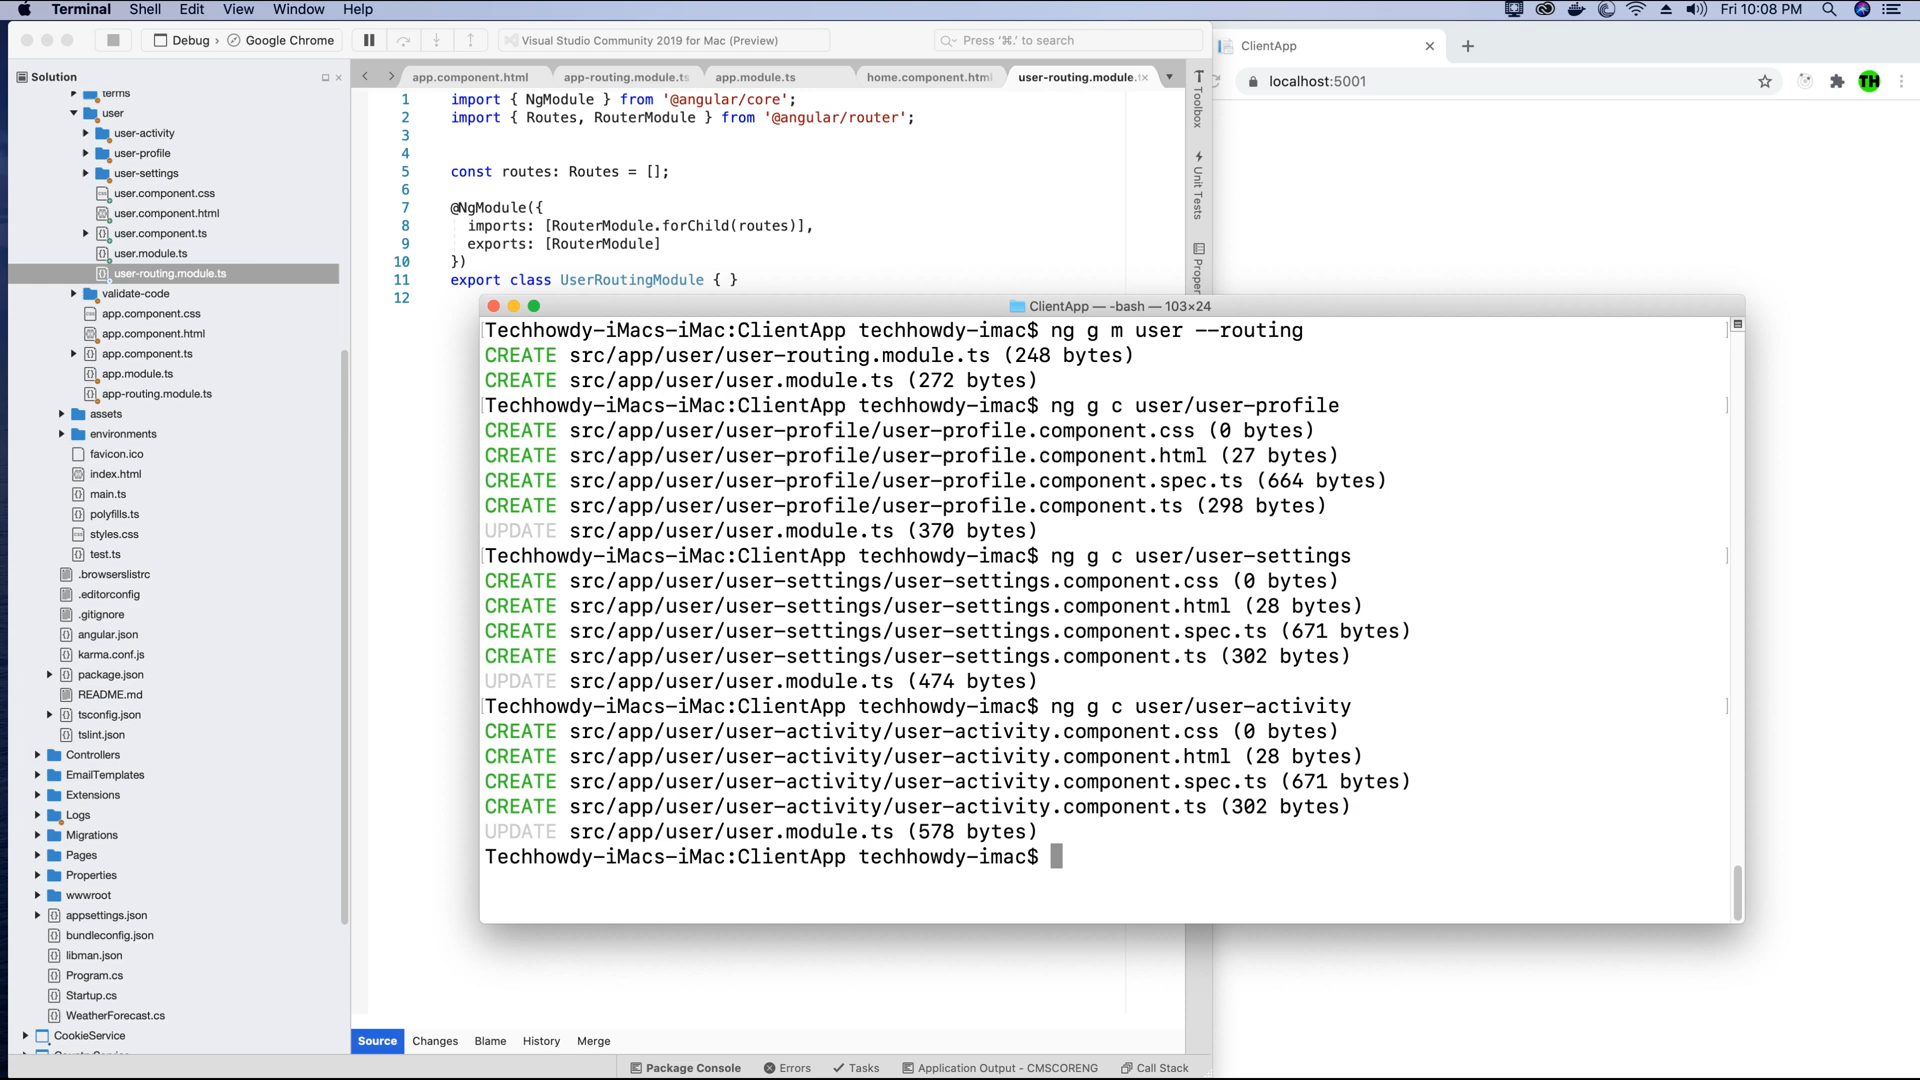 Terminal Shell Edit View Window Help Fri 10:08 PM
Debug › Google Chrome Visual Studio Community 2019 for Mac (Preview) Press ‘⌘.’ to search
ClientApp
localhost:5001
TH
Solution
terms
user
user-activity
user-profile
user-settings
user.component.css
user.component.html
user.component.ts
user.module.ts
user-routing.module.ts
validate-code
app.component.css
app.component.html
app.component.ts
app.module.ts
app-routing.module.ts
assets
environments
favicon.ico
index.html
main.ts
polyfills.ts
styles.css
test.ts
.browserslistrc
.editorconfig
.gitignore
angular.json
karma.conf.js
package.json
README.md
tsconfig.json
tslint.json
Controllers
EmailTemplates
Extensions
Logs
Migrations
Pages
Properties
wwwroot
appsettings.json
bundleconfig.json
libman.json
Program.cs
Startup.cs
WeatherForecast.cs
CookieService
app.component.html app-routing.module.ts app.module.ts home.component.html user-routing.module.
1 import { NgModule } from '@angular/core';
2 import { Routes, RouterModule } from '@angular/router';
3
4
5 const routes: Routes = [];
6
7 @NgModule({
8 imports: [RouterModule.forChild(routes)],
9 exports: [RouterModule]
10 })
11 export class UserRoutingModule { }
12
Toolbox
Unit Tests
Proper
ClientApp — -bash — 103×24
Techhowdy-iMacs-iMac:ClientApp techhowdy-imac$ ng g m user --routing
CREATE src/app/user/user-routing.module.ts (248 bytes)
CREATE src/app/user/user.module.ts (272 bytes)
Techhowdy-iMacs-iMac:ClientApp techhowdy-imac$ ng g c user/user-profile
CREATE src/app/user/user-profile/user-profile.component.css (0 bytes)
CREATE src/app/user/user-profile/user-profile.component.html (27 bytes)
CREATE src/app/user/user-profile/user-profile.component.spec.ts (664 bytes)
CREATE src/app/user/user-profile/user-profile.component.ts (298 bytes)
UPDATE src/app/user/user.module.ts (370 bytes)
Techhowdy-iMacs-iMac:ClientApp techhowdy-imac$ ng g c user/user-settings
CREATE src/app/user/user-settings/user-settings.component.css (0 bytes)
CREATE src/app/user/user-settings/user-settings.component.html (28 bytes)
CREATE src/app/user/user-settings/user-settings.component.spec.ts (671 bytes)
CREATE src/app/user/user-settings/user-settings.component.ts (302 bytes)
UPDATE src/app/user/user.module.ts (474 bytes)
Techhowdy-iMacs-iMac:ClientApp techhowdy-imac$ ng g c user/user-activity
CREATE src/app/user/user-activity/user-activity.component.css (0 bytes)
CREATE src/app/user/user-activity/user-activity.component.html (28 bytes)
CREATE src/app/user/user-activity/user-activity.component.spec.ts (671 bytes)
CREATE src/app/user/user-activity/user-activity.component.ts (302 bytes)
UPDATE src/app/user/user.module.ts (578 bytes)
Techhowdy-iMacs-iMac:ClientApp techhowdy-imac$
Source Changes Blame History Merge
Package Console Errors Tasks Application Output - CMSCORENG Call Stack